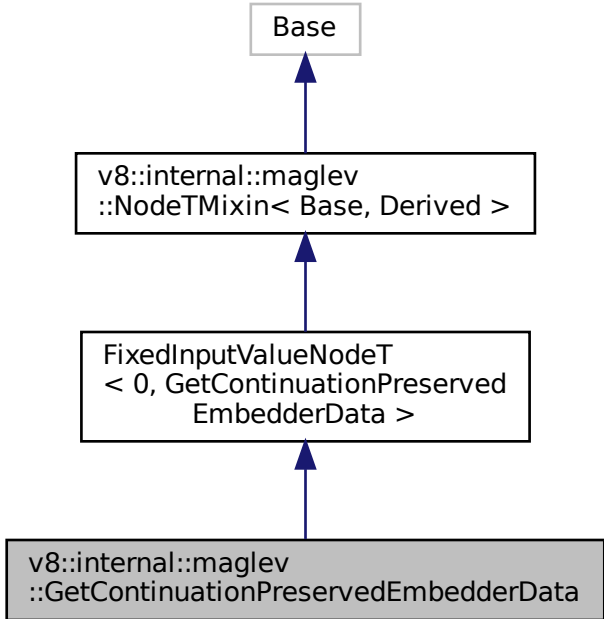 Base
v8::internal::maglev
::NodeTMixin< Base, Derived >
FixedInputValueNodeT
< 0, GetContinuationPreserved
EmbedderData >
v8::internal::maglev
::GetContinuationPreservedEmbedderData